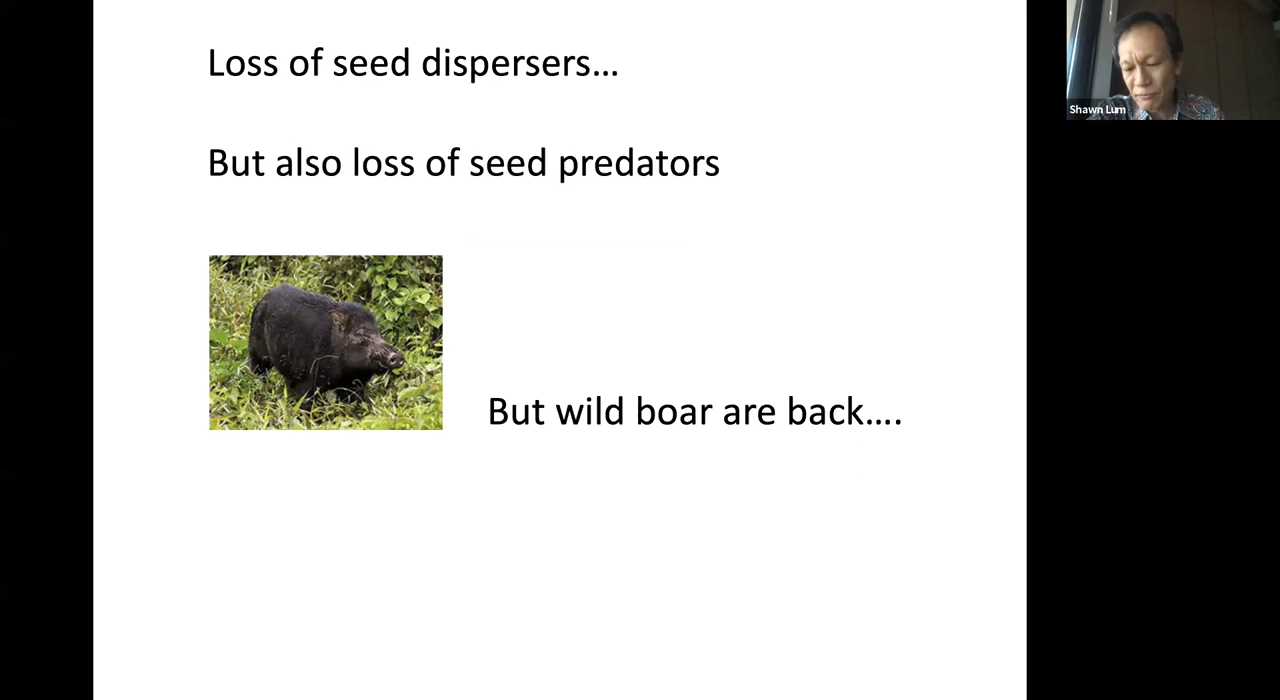 Loss of seed dispersers…
But also loss of seed predators
But wild boar are back….
Shawn Lum